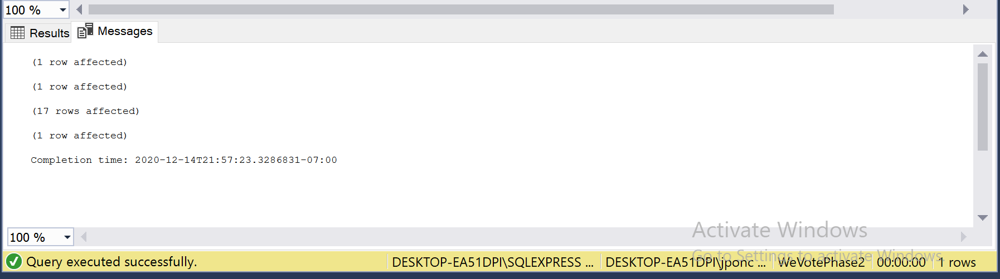 100 %
Results Messages
(1 row affected)
(1 row affected)
(17 rows affected)
(1 row affected)
Completion time: 2020-12-14T21:57:23.3286831-07:00
100 %
Activate Windows
Go to Settings to activate Windows.
Query executed successfully. DESKTOP-EA51DPI\SQLEXPRESS ... DESKTOP-EA51DPI\jponc ... WeVotePhase2 00:00:00 1 rows